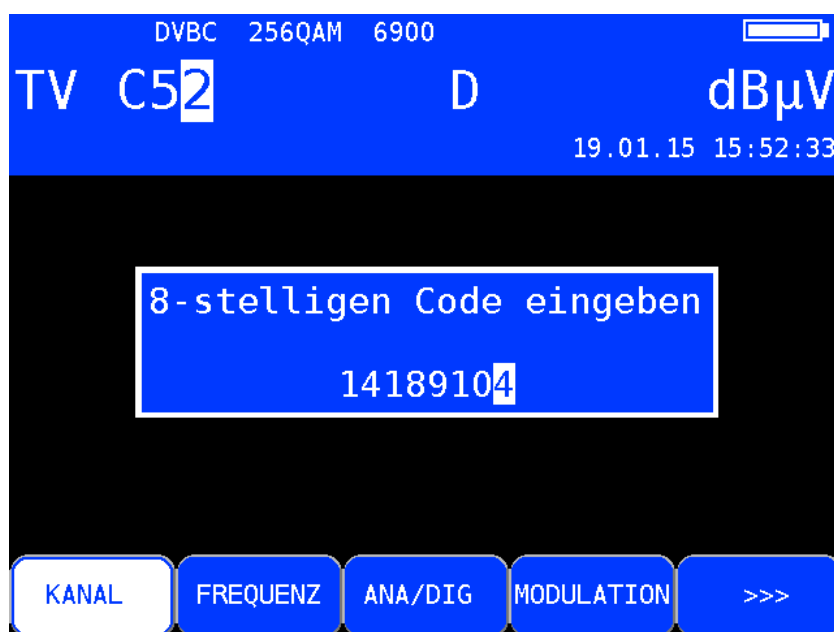 DVBC 256QAM 6900
TV C52 D dBµV
19.01.15 15:52:33
8-stelligen Code eingeben
14189104
KANAL FREQUENZ ANA/DIG MODULATION >>>